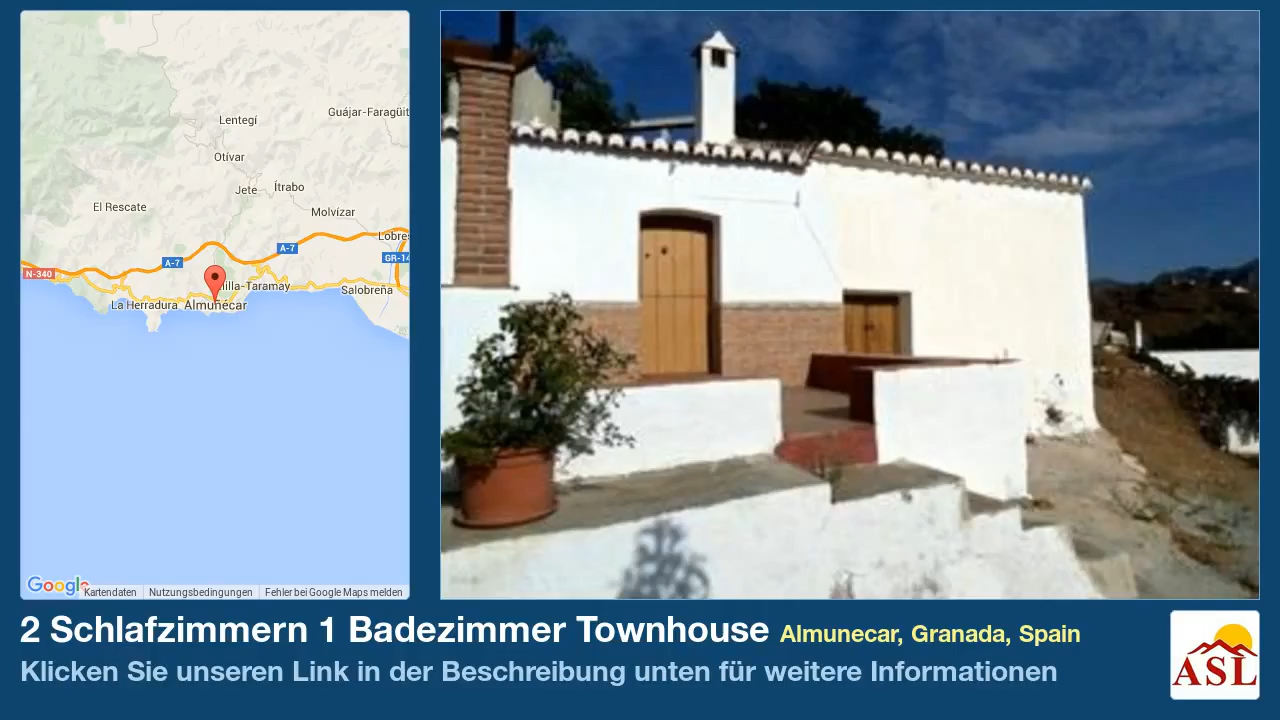 Lentegí
Guájar-Faragüit
Otívar
Jete
Ítrabo
El Rescate
Molvízar
Lobres
A-7
A-7
GR-14
N-340
illa-Taramay
Salobreña
La Herradura
Almuñécar
Google
Kartendaten
Nutzungsbedingungen
Fehler bei Google Maps melden
2 Schlafzimmern 1 Badezimmer Townhouse Almunecar, Granada, Spain
Klicken Sie unseren Link in der Beschreibung unten für weitere Informationen
ASL